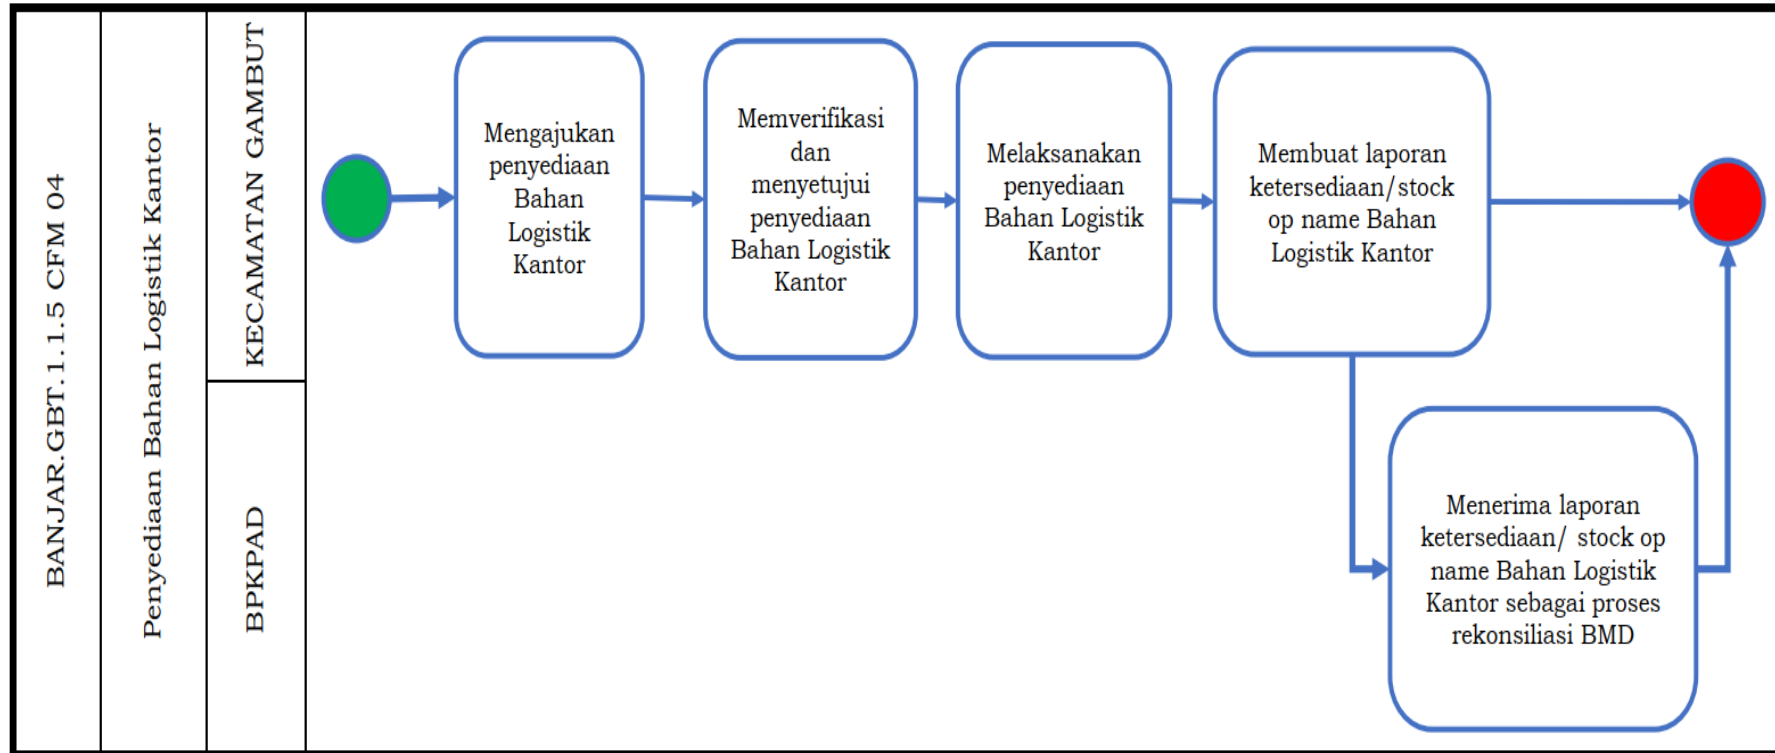 BANJAR.GBT.1.1.5 CFM 04
Penyediaan Bahan Logistik Kantor
KECAMATAN GAMBUT
BPKPAD
Mengajukan
penyediaan
Bahan
Logistik
Kantor
Memverifikasi
dan
menyetujui
penyediaan
Bahan Logistik
Kantor
Melaksanakan
penyediaan
Bahan Logistik
Kantor
Membuat laporan
ketersediaan/stock
op name Bahan
Logistik Kantor
Menerima laporan
ketersediaan/ stock op
name Bahan Logistik
Kantor sebagai proses
rekonsiliasi BMD